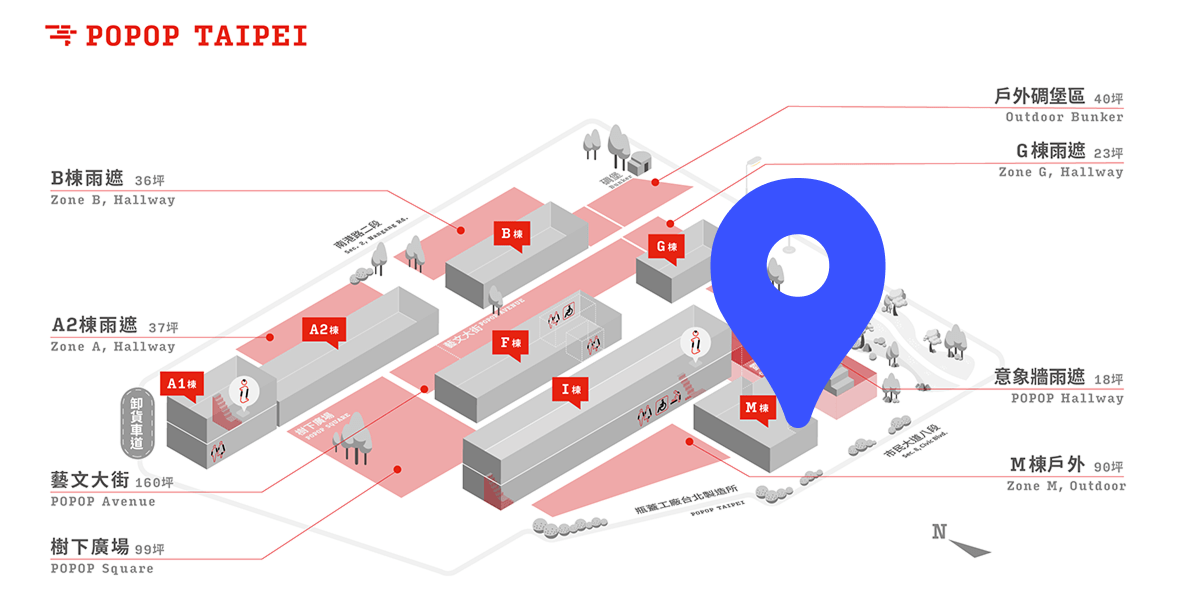 POPOP TAIPEI
戶外碉堡區 40坪
Outdoor Bunker
G棟雨遮 23坪
Zone G, Hallway
B棟雨遮 36坪
Zone B, Hallway
碉堡
Bunker
南港路二段
Sec. 2, Nangang Rd.
B棟
G棟
A2棟雨遮 37坪
Zone A, Hallway
A2棟
藝文大街 POPOP AVENUE
F棟
A1棟
I棟
M棟
意象牆雨遮 18坪
POPOP Hallway
卸貨車道
樹下廣場
POPOP SQUARE
市民大道八段
Sec. 8, Civic Blvd.
M棟戶外 90坪
Zone M, Outdoor
藝文大街 160坪
POPOP Avenue
瓶蓋工廠台北製造所
POPOP TAIPEI
樹下廣場 99坪
POPOP Square
N